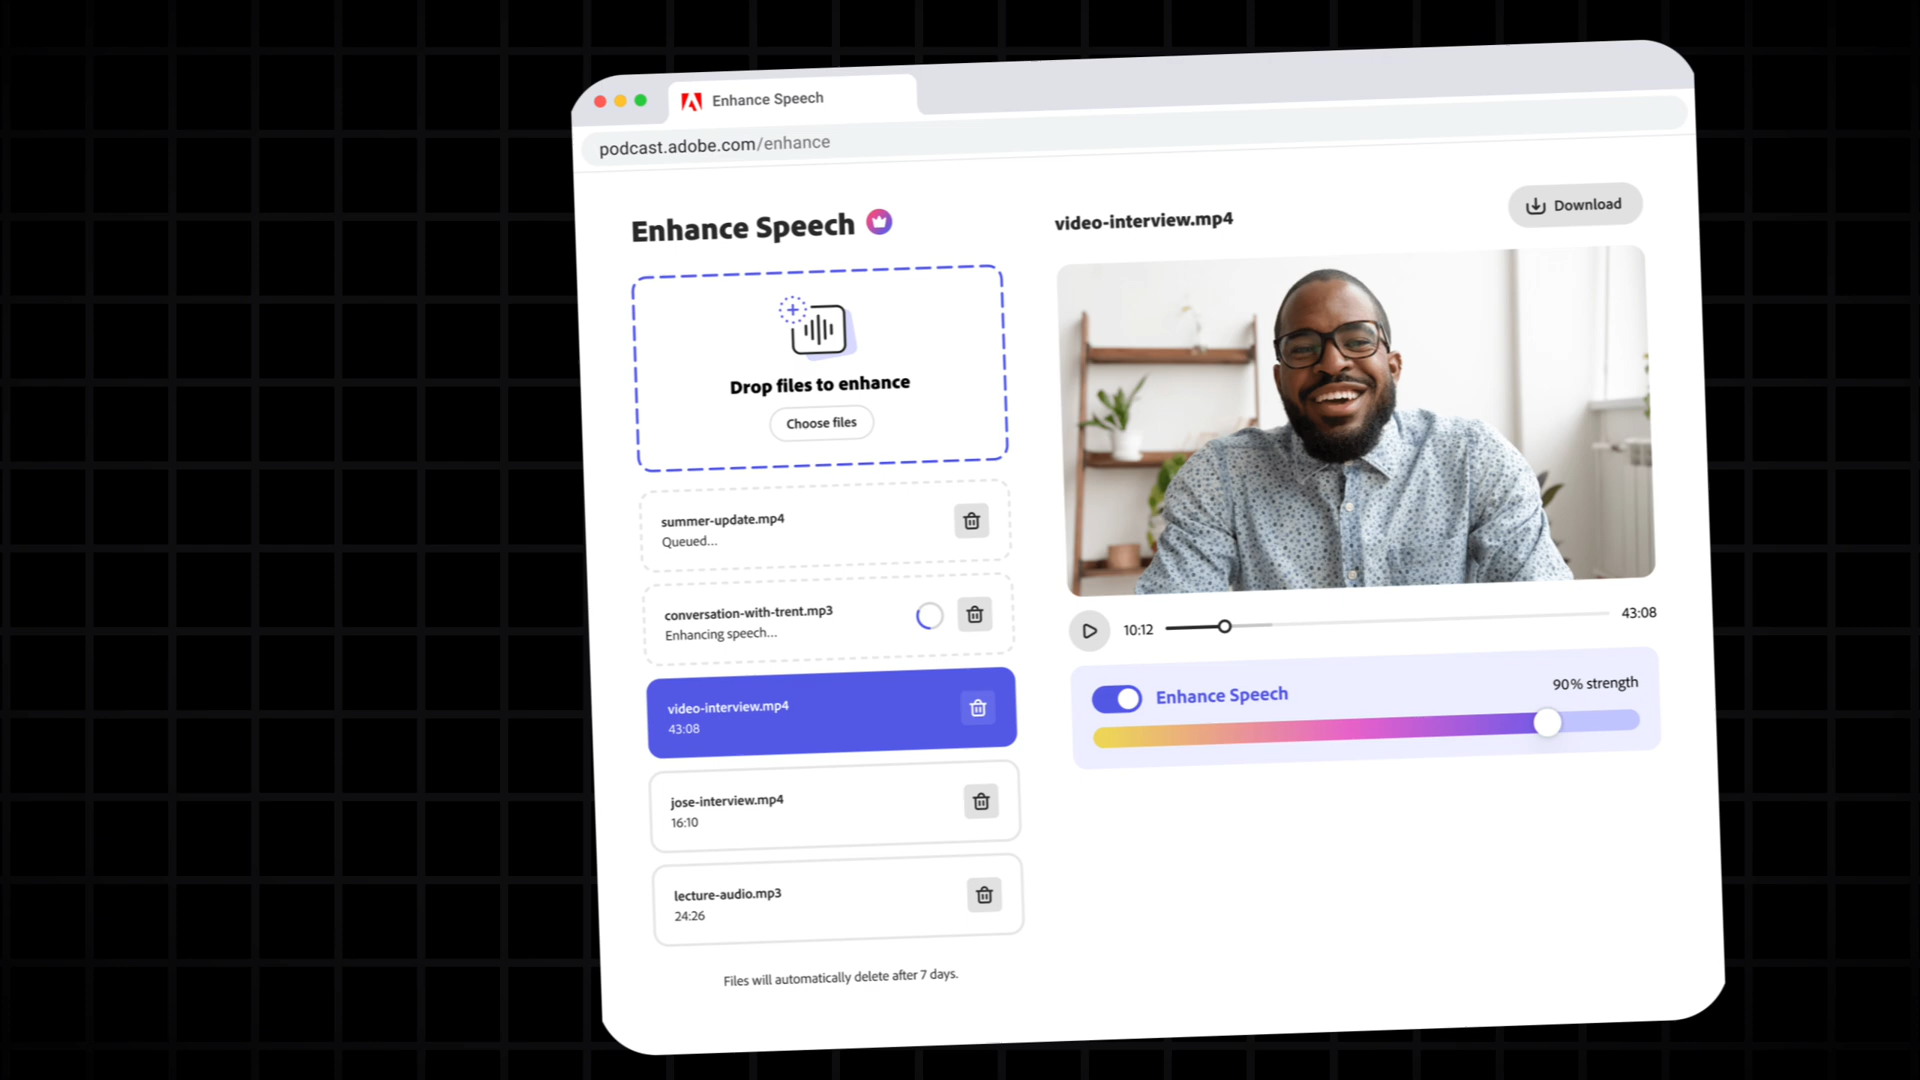 Enhance Speech
podcast.adobe.com/enhance
Enhance Speech
Drop files to enhance
Choose files
summer-update.mp4
Queued...
conversation-with-trent.mp3
Enhancing speech...
video-interview.mp4
43:08
jose-interview.mp4
16:10
lecture-audio.mp3
24:26
Files will automatically delete after 7 days.
video-interview.mp4
Download
10:12
43:08
Enhance Speech
90% strength